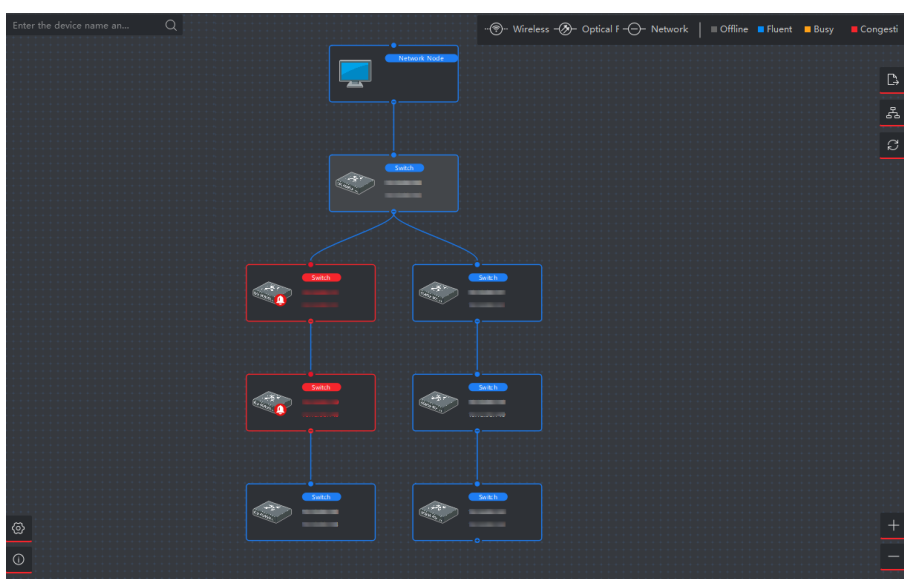 Enter the device name an...
Wireless Optical F Network Offline Fluent Busy Congesti
Network Node
Switch
Switch
Switch
Switch
Switch
Switch
Switch